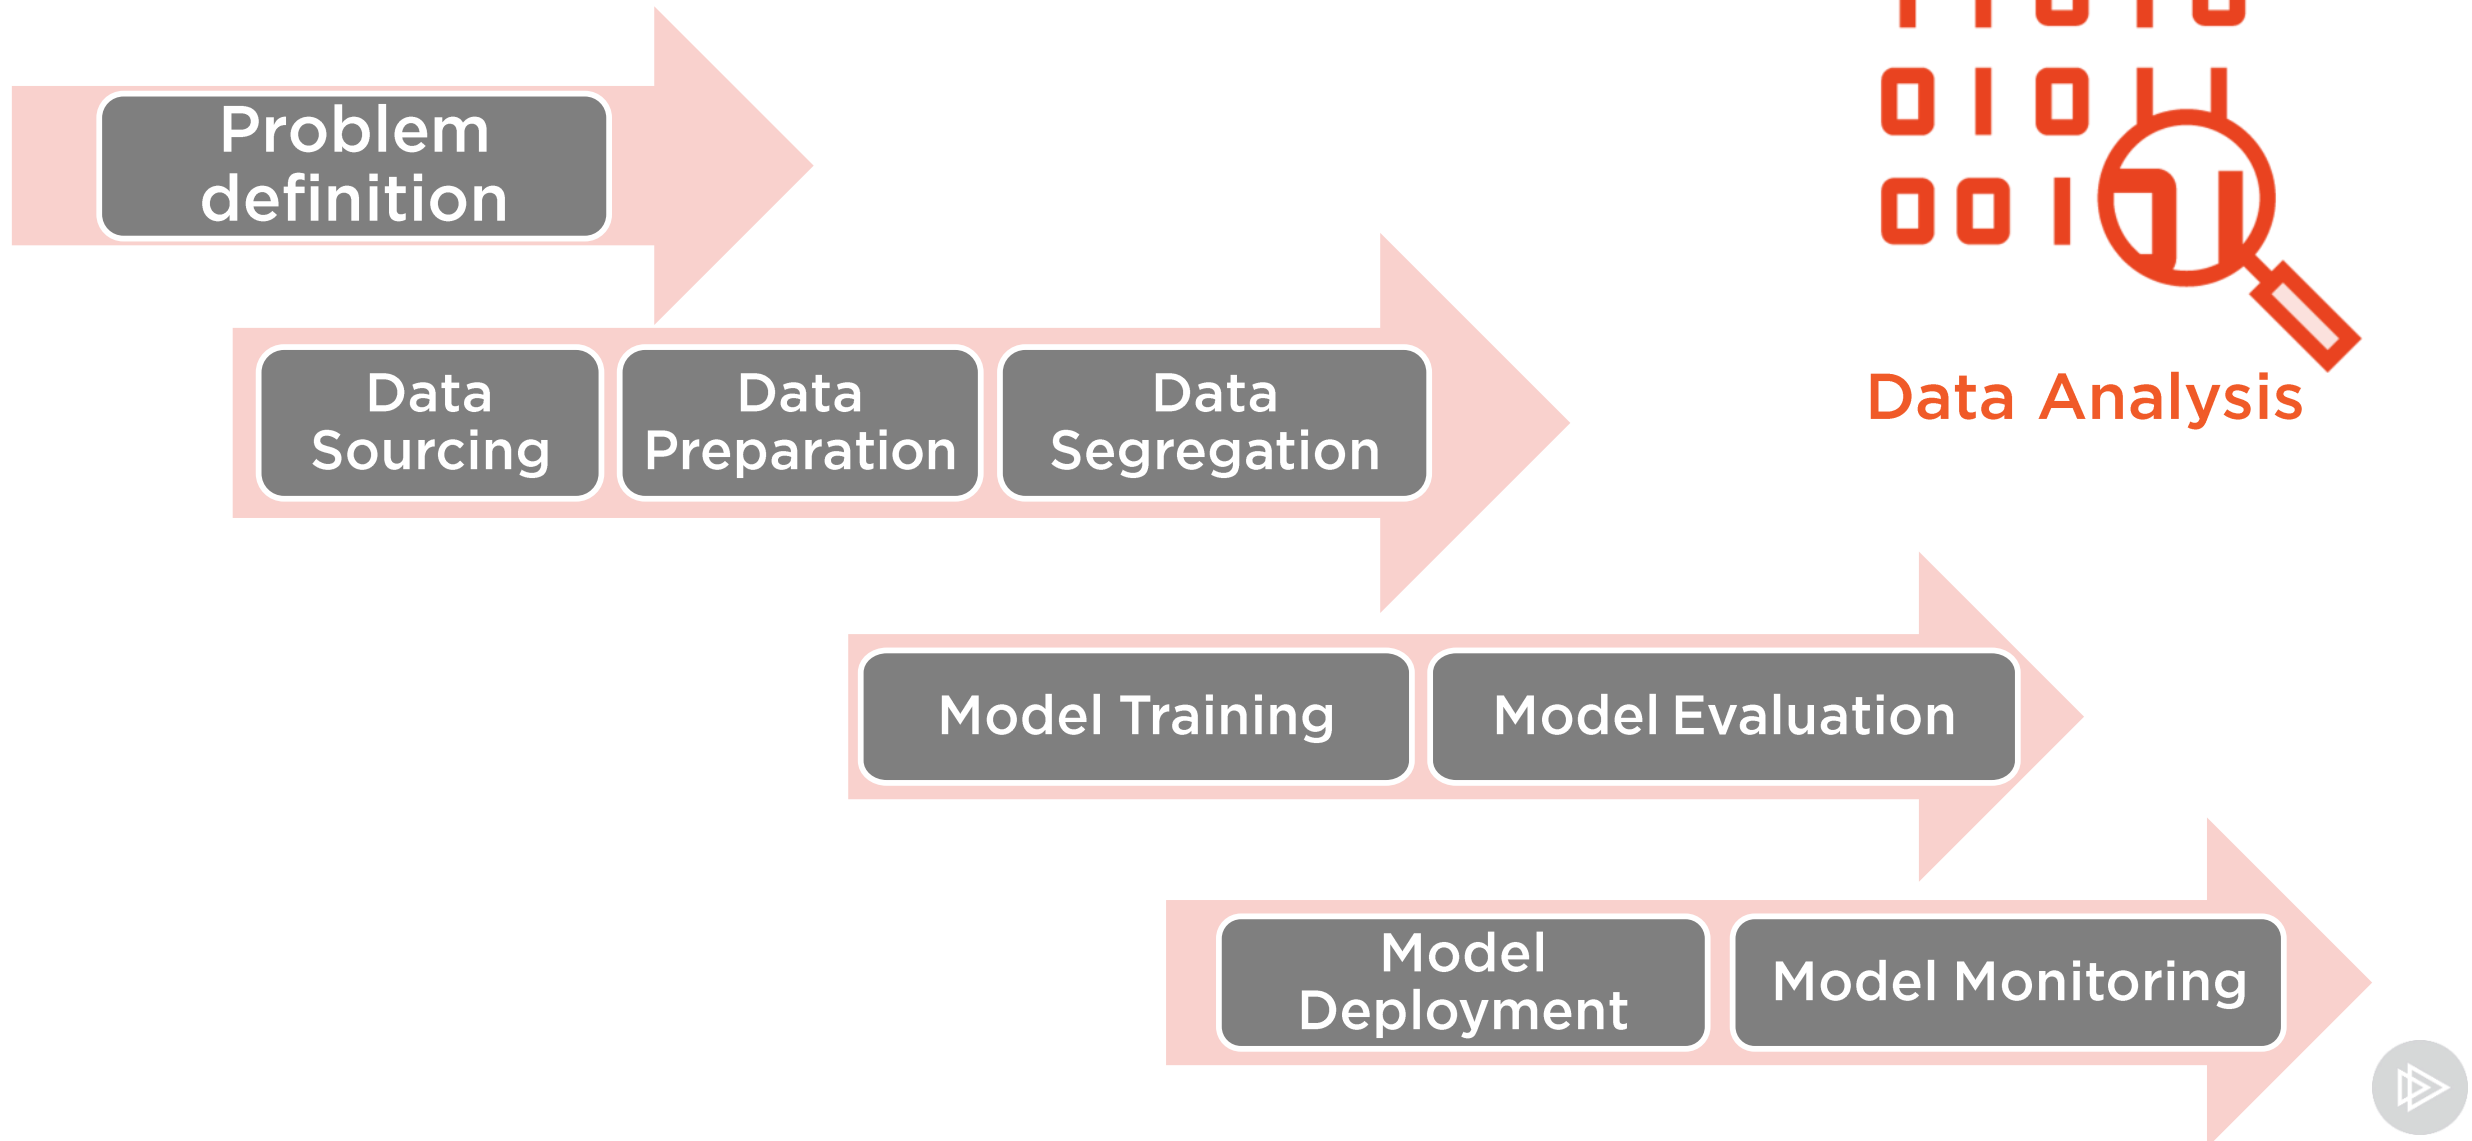 Problem
definition
Data
Sourcing
Data
Preparation
Data
Segregation
Data Analysis
Model Training
Model Evaluation
Model
Deployment
Model Monitoring